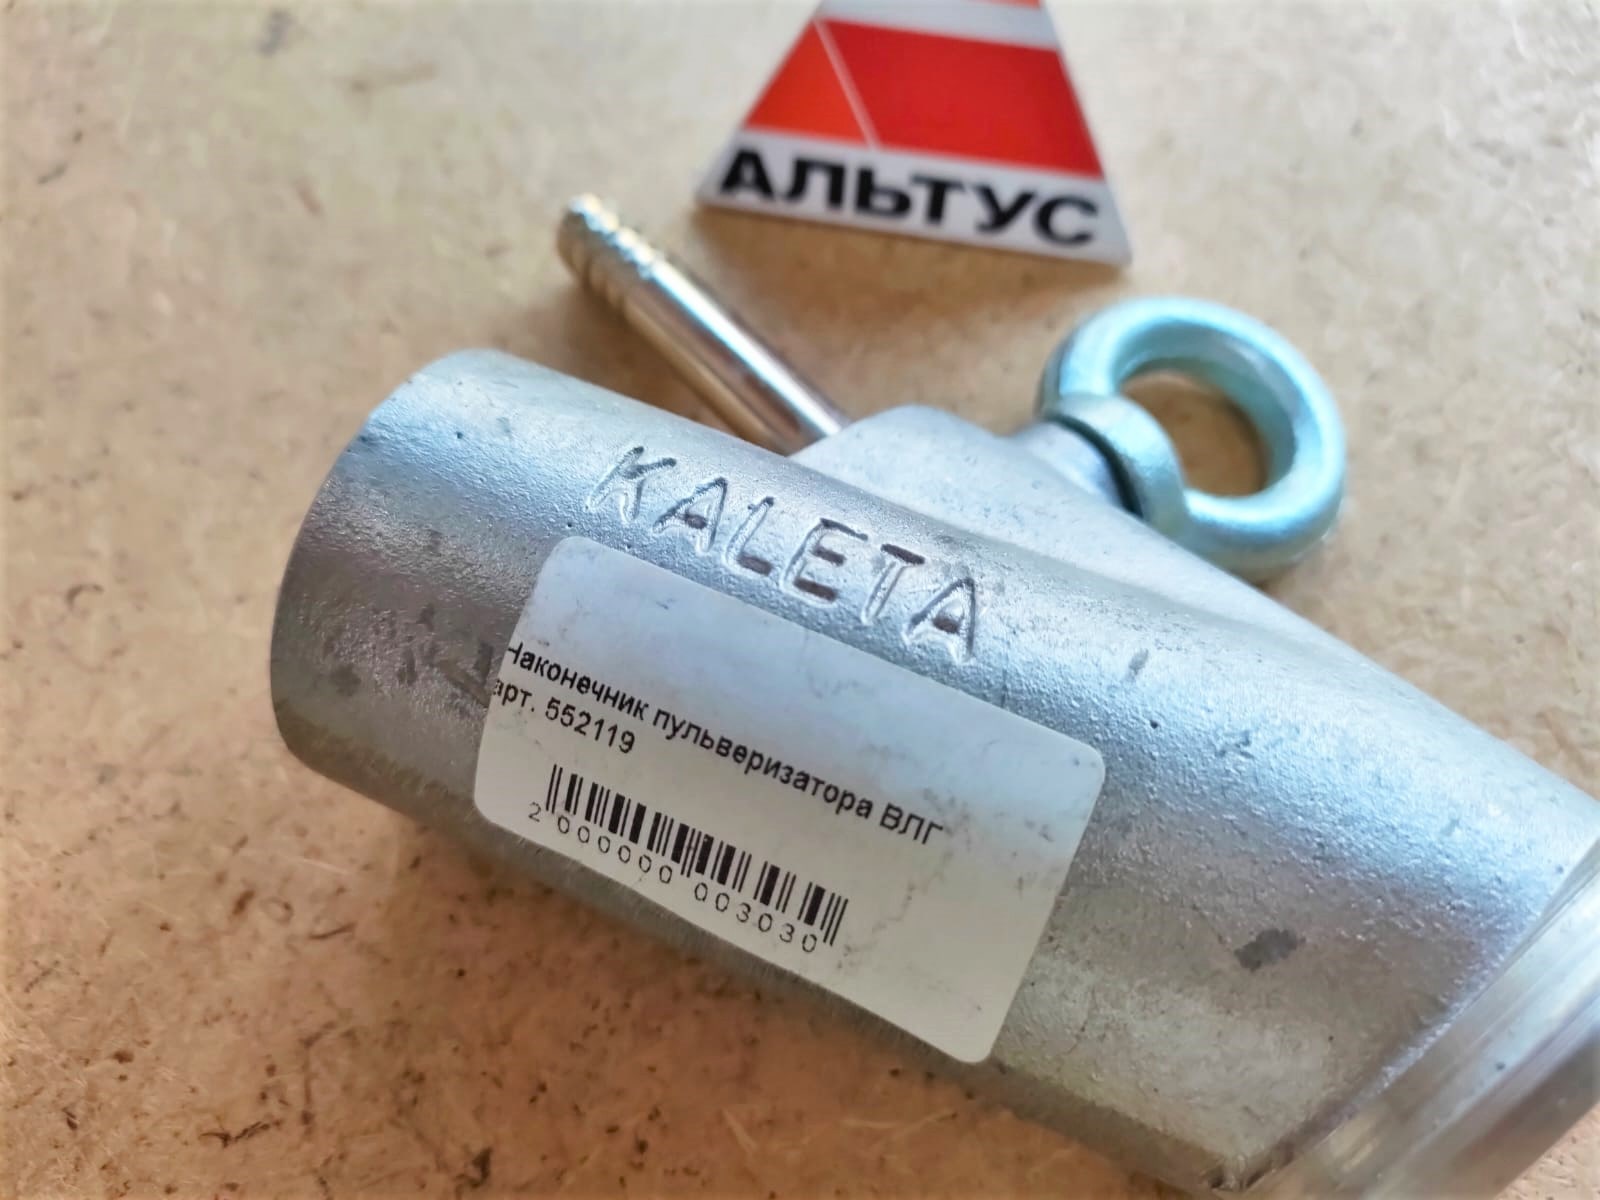 АЛЬТУС
KALETA
Наконечник пульверизатора ВЛГ
арт. 552119
2 000000 003030